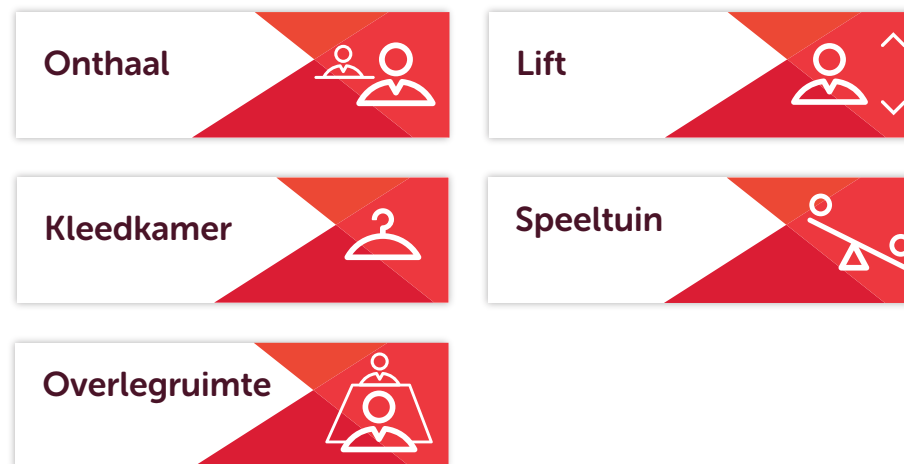 Onthaal
Lift
Kleedkamer
Speeltuin
Overlegruimte